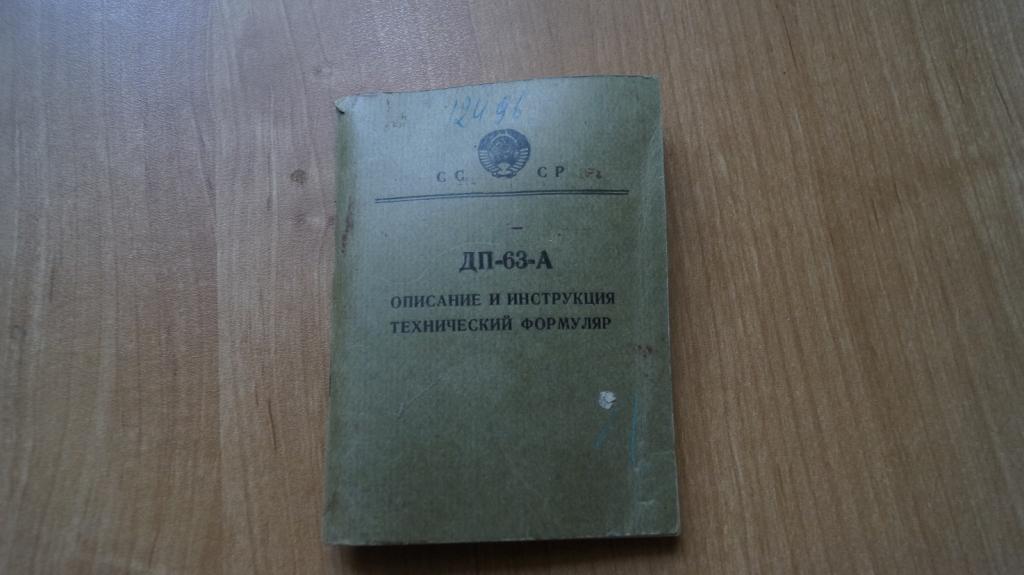 12496
СССР
ДП-63-А
ОПИСАНИЕ И ИНСТРУКЦИЯ
ТЕХНИЧЕСКИЙ ФОРМУЛЯР